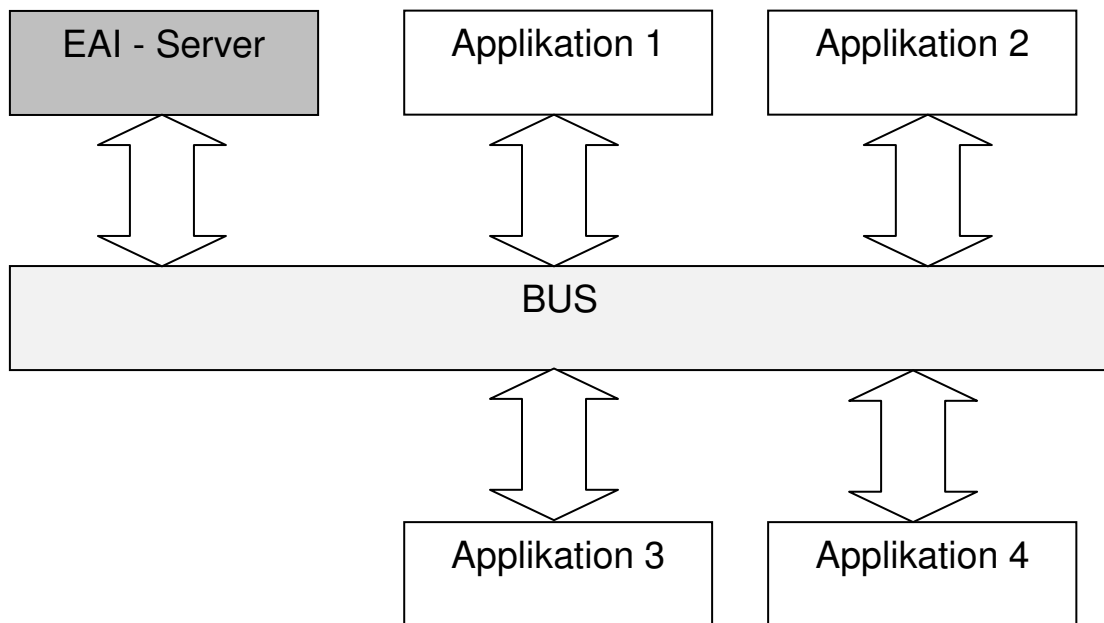 EAI - Server
Applikation 1
Applikation 2
BUS
Applikation 3
Applikation 4